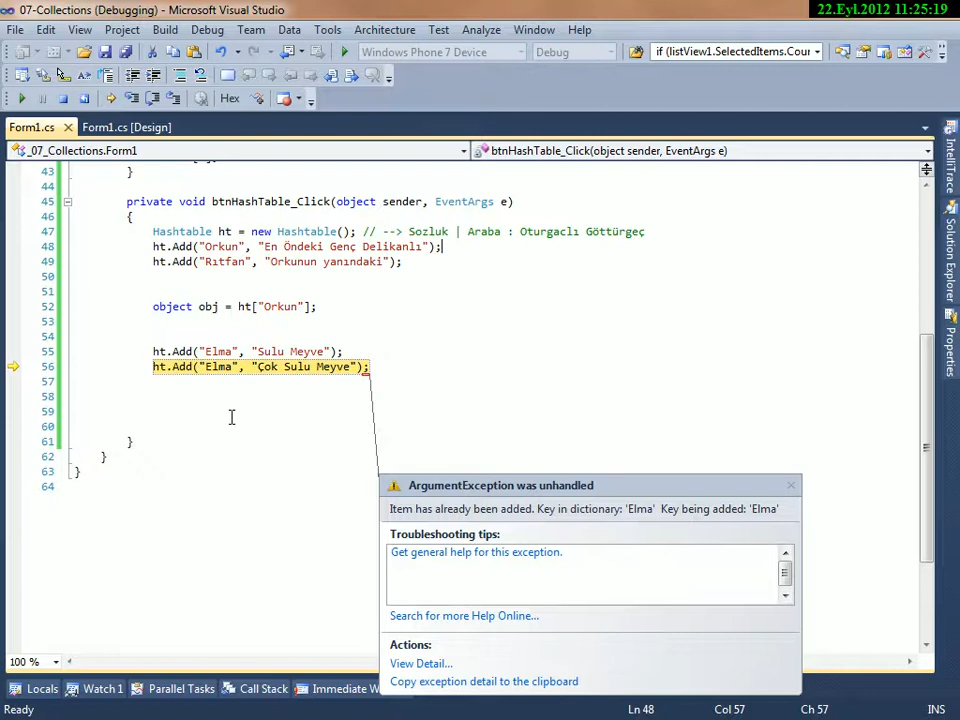 07-Collections (Debugging) - Microsoft Visual Studio
22.Eyl.2012 11:25:19
File Edit View Project Build Debug Team Data Tools Architecture Test Analyze Window Help
Windows Phone 7 Device Debug if (listView1.SelectedItems.Cour
Hex
Form1.cs Form1.cs [Design]
_07_Collections.Form1 btnHashTable_Click(object sender, EventArgs e)
43 }
44
45 private void btnHashTable_Click(object sender, EventArgs e)
46 {
47 Hashtable ht = new Hashtable(); // --> Sozluk | Araba : Oturgaclı Göttürgeç
48 ht.Add("Orkun", "En Öndeki Genç Delikanlı");
49 ht.Add("Rıtfan", "Orkunun yanındaki");
50
51
52 object obj = ht["Orkun"];
53
54
55 ht.Add("Elma", "Sulu Meyve");
56 ht.Add("Elma", "Çok Sulu Meyve");
57
58
59
60
61 }
62 }
63 }
64
ArgumentException was unhandled
Item has already been added. Key in dictionary: 'Elma' Key being added: 'Elma'
Troubleshooting tips:
Get general help for this exception.
Search for more Help Online...
Actions:
View Detail...
Copy exception detail to the clipboard
IntelliTrace
Solution Explorer
Properties
100 %
Locals Watch 1 Parallel Tasks Call Stack Immediate W
Ready Ln 48 Col 57 Ch 57 INS